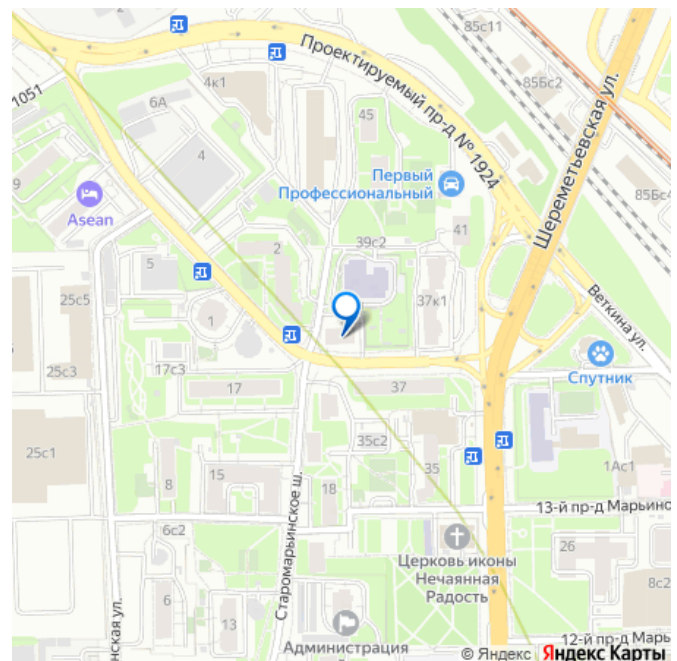 85с11
Проектируемый пр-д № 1924
4к1
85Бс2
1051
6А
45
Шереметьевская ул.
4
9
Первый
Профессиональный
85Бс4
Asean
41
39с2
2
5
25с5
37к1
Веткина ул.
1
25с3
17с3
Спутник
17
37
25с1
35с2
35
1Ас1
15
8
18
13-й пр-д Марьино
6с2
Старомарьинское ш.
26
Церковь иконы
Нечаянная
Радость
8с2
6
13
нская ул.
Администрация
12-й пр-д Марь
© Яндекс Яндекс Карты